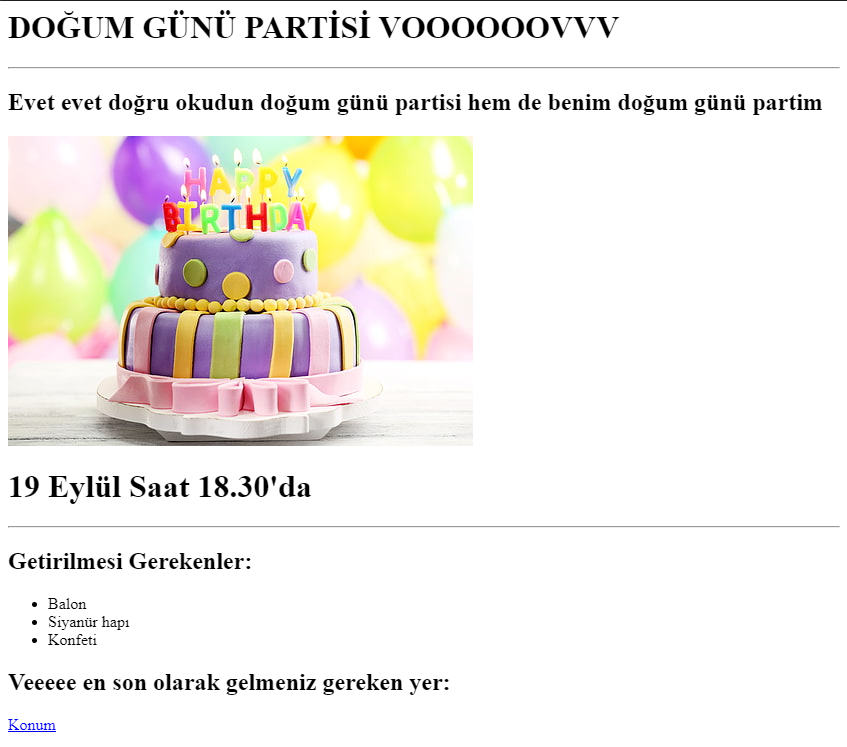 DOĞUM GÜNÜ PARTİSİ VOOOOOOVVV
Evet evet doğru okudun doğum günü partisi hem de benim doğum günü partim
HAPPY
BIRTHDAY
19 Eylül Saat 18.30'da
Getirilmesi Gerekenler:
Balon
Siyanür hapı
Konfeti
Veeeee en son olarak gelmeniz gereken yer:
Konum